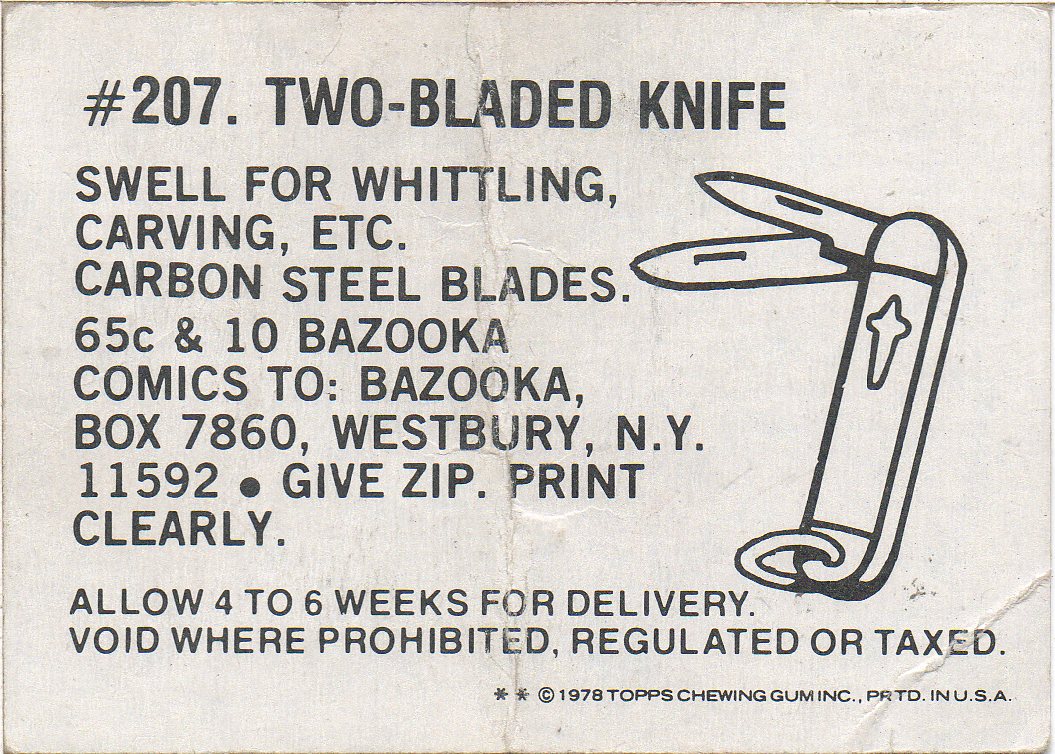 #207. TWO-BLADED KNIFE
SWELL FOR WHITTLING,
CARVING, ETC.
CARBON STEEL BLADES.
65c & 10 BAZOOKA
COMICS TO: BAZOOKA,
BOX 7860, WESTBURY, N.Y.
11592 ● GIVE ZIP. PRINT
CLEARLY.
ALLOW 4 TO 6 WEEKS FOR DELIVERY.
VOID WHERE PROHIBITED, REGULATED OR TAXED.
** ©1978 TOPPS CHEWING GUM INC., PRTD. IN U.S.A.